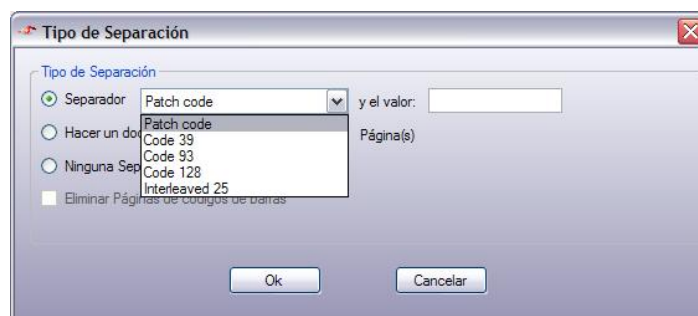 Tipo de Separación
Tipo de Separación
Separador Patch code y el valor:
Patch code
Hacer un doc Página(s)
Code 39
Code 93
Ninguna Sep
Code 128
Interleaved 25
Eliminar Páginas de códigos de barras
Ok Cancelar